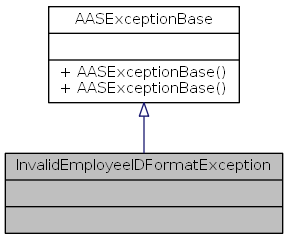 AASExceptionBase
+ AASExceptionBase()
+ AASExceptionBase()
InvalidEmployeeIDFormatException